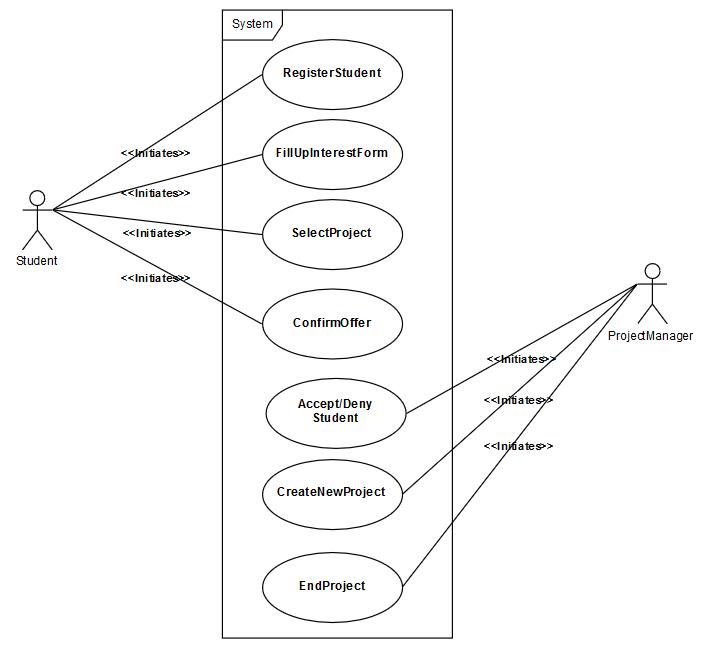 System
RegisterStudent
<<Initiates>>
FillUpInterestForm
<<Initiates>>
SelectProject
<<Initiates>>
Student
<<Initiates>>
ConfirmOffer
ProjectManager
<<Initiates>>
Accept/Deny
Student
<<Initiates>>
<<Initiates>>
CreateNewProject
EndProject